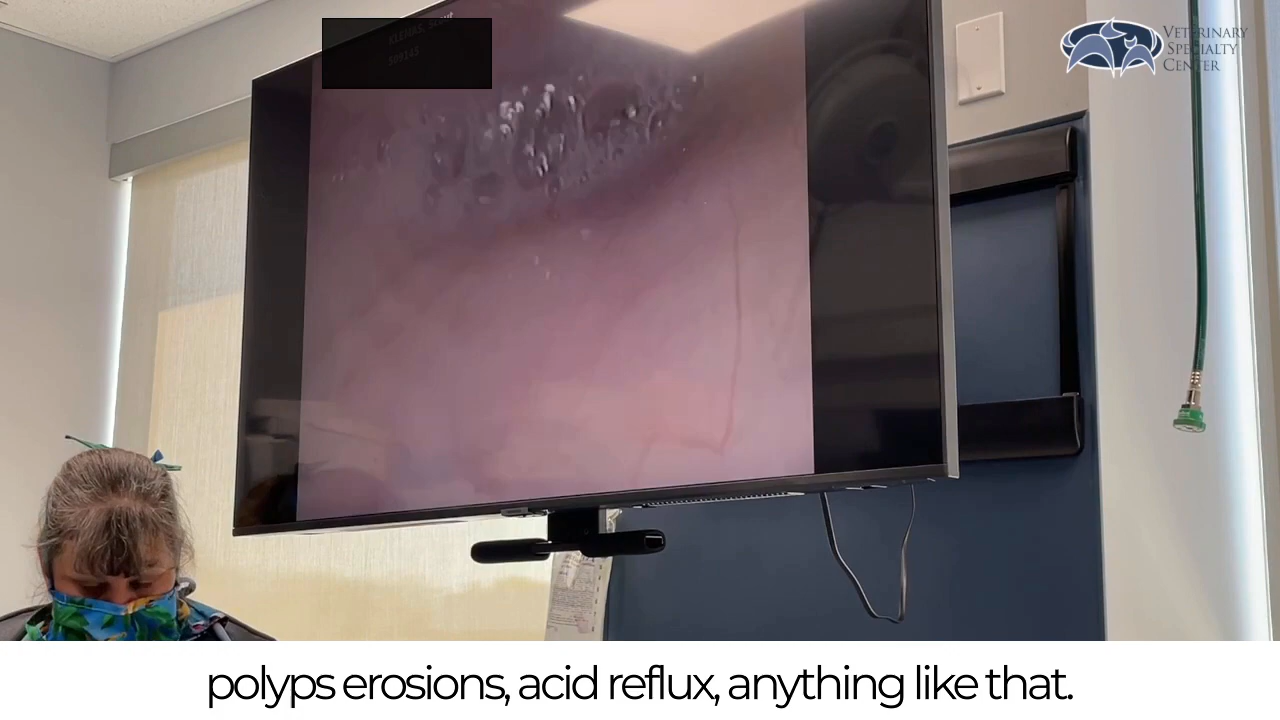 VETERINARY
SPECIALTY
CENTER
polyps erosions, acid reflux, anything like that.